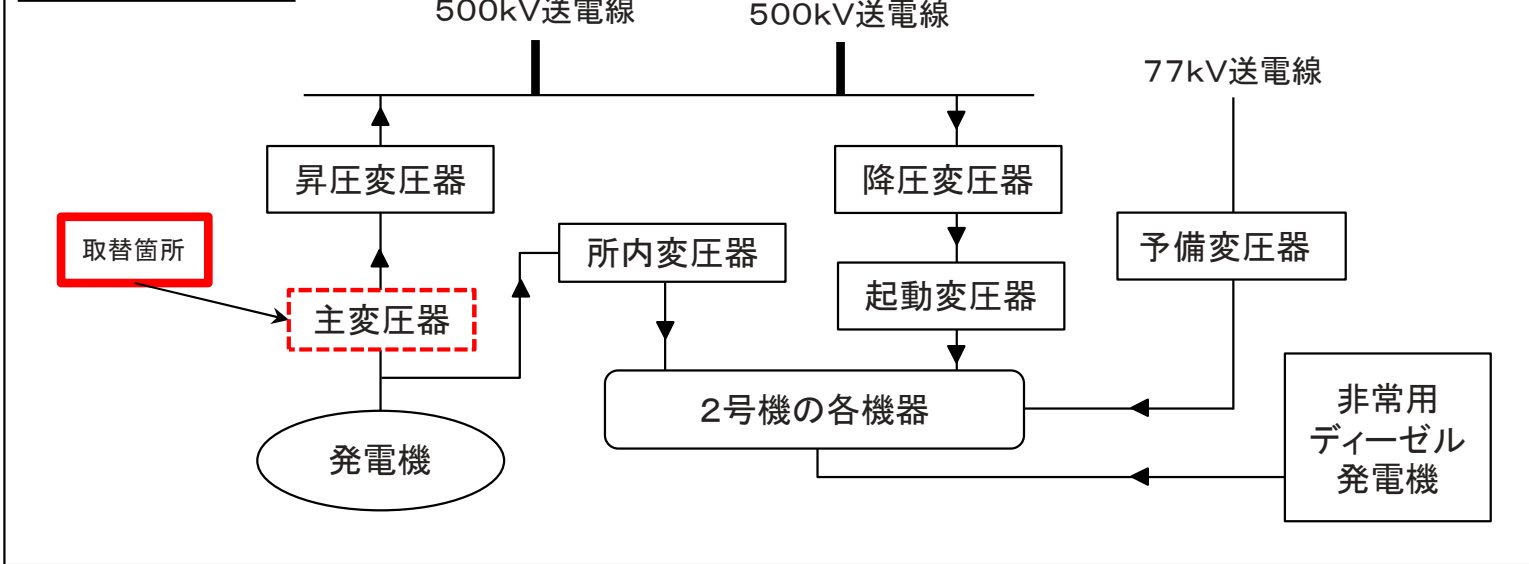 500kV送電線
500kV送電線
77kV送電線
昇圧変圧器
降圧変圧器
取替箇所
所内変圧器
予備変圧器
主変圧器
起動変圧器
2号機の各機器
発電機
非常用
ディーゼル
発電機